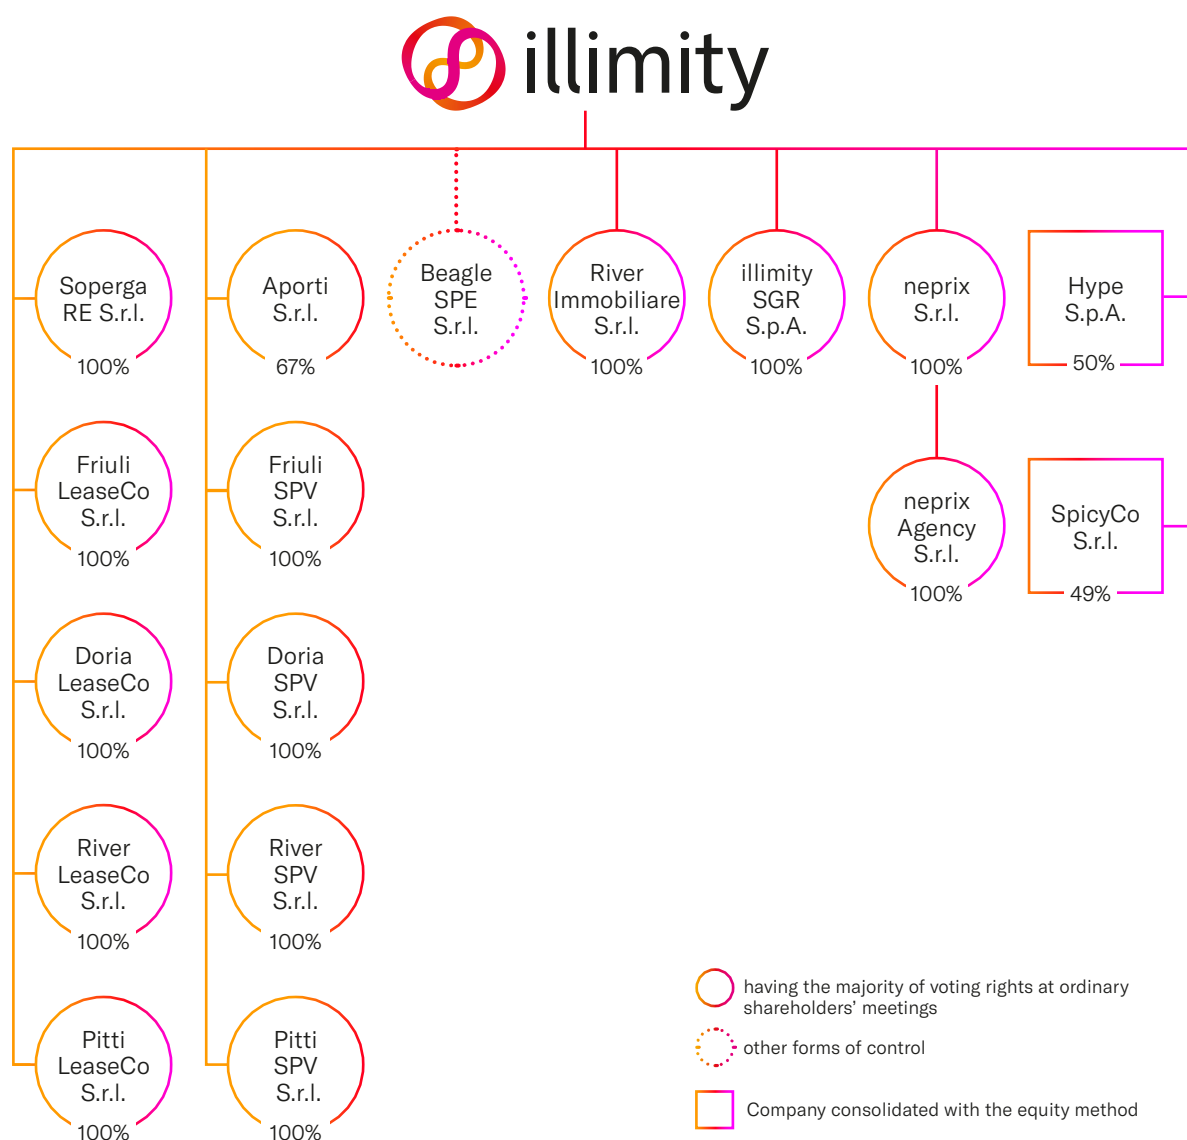 illimity
Soperga
RE S.r.l.
100%
Aporti
S.r.l.
67%
Beagle
SPE
S.r.l.
River
Immobiliare
S.r.l.
100%
illimity
SGR
S.p.A.
100%
neprix
S.r.l.
100%
Hype
S.p.A.
50%
Friuli
LeaseCo
S.r.l.
100%
Friuli
SPV
S.r.l.
100%
neprix
Agency
S.r.l.
100%
SpicyCo
S.r.l.
49%
Doria
LeaseCo
S.r.l.
100%
Doria
SPV
S.r.l.
100%
River
LeaseCo
S.r.l.
100%
River
SPV
S.r.l.
100%
Pitti
LeaseCo
S.r.l.
100%
Pitti
SPV
S.r.l.
100%
having the majority of voting rights at ordinary
shareholders’ meetings
other forms of control
Company consolidated with the equity method